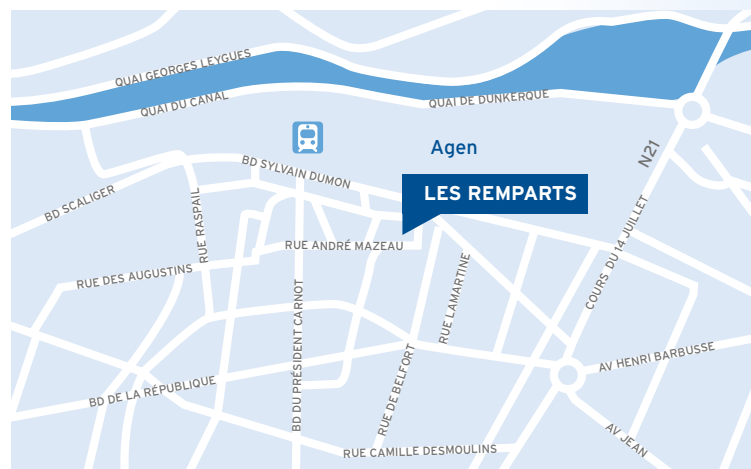 QUAI GEORGES LEYGUES
QUAI DU CANAL
QUAI DE DUNKERQUE
Agen
N21
BD SYLVAIN DUMON
LES REMPARTS
BD SCALIGER
RUE RASPAIL
RUE ANDRÉ MAZEAU
COURS DU 14 JUILLET
RUE DES AUGUSTINS
RUE LAMARTINE
BD DU PRÉSIDENT CARNOT
AV HENRI BARBUSSE
BD DE LA RÉPUBLIQUE
RUE DE BELFORT
RUE CAMILLE DESMOULINS
AV JEAN